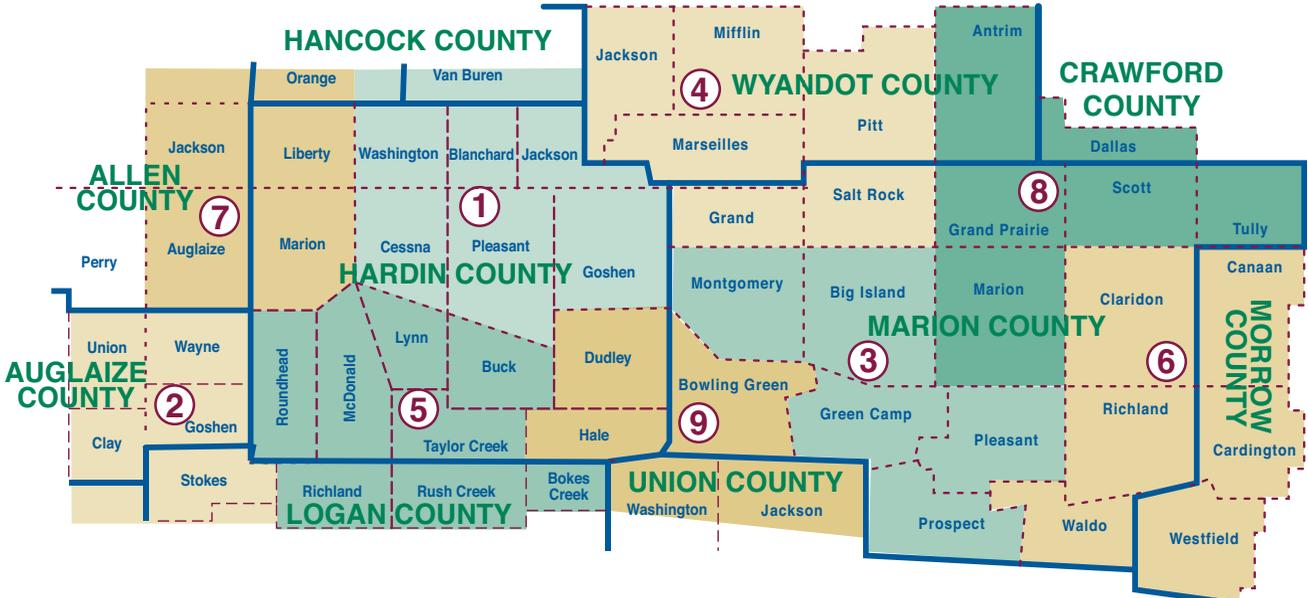 HANCOCK COUNTY
Orange
Van Buren
Jackson
Mifflin
4
WYANDOT COUNTY
Pitt
Marseilles
Antrim
CRAWFORD
COUNTY
Dallas
ALLEN
COUNTY
Jackson
7
Auglaize
Perry
Liberty
Washington
Blanchard
Jackson
1
Marion
Cessna
Pleasant
Goshen
HARDIN COUNTY
Roundhead
McDonald
Lynn
Buck
Dudley
5
Taylor Creek
Hale
Grand
Salt Rock
Grand Prairie
8
Scott
Tully
Montgomery
Big Island
Marion
Claridon
MARION COUNTY
3
6
Bowling Green
9
Green Camp
Pleasant
Richland
Prospect
Waldo
Canaan
MORROW
COUNTY
Cardington
Westfield
AUGLAIZE
COUNTY
Union
Wayne
2
Goshen
Clay
Stokes
Richland
Rush Creek
Bokes
Creek
LOGAN COUNTY
UNION COUNTY
Washington
Jackson